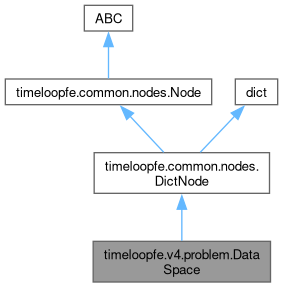 ABC
timeloopfe.common.nodes.Node
dict
timeloopfe.common.nodes.
DictNode
timeloopfe.v4.problem.Data
Space